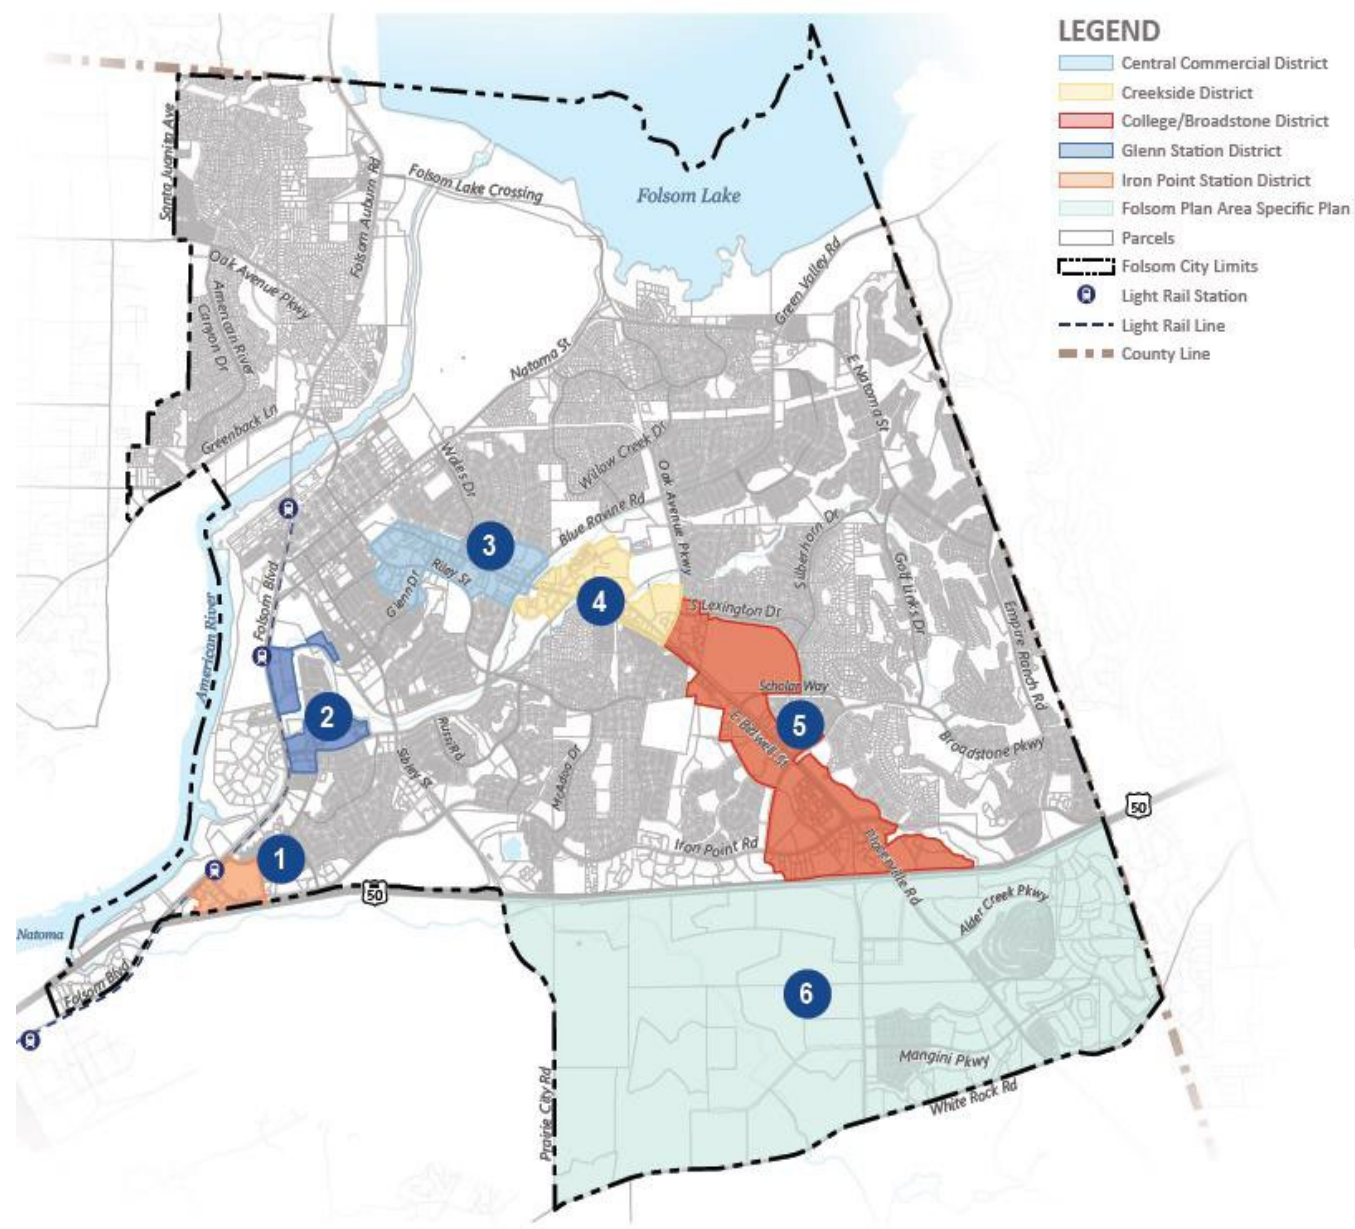 LEGEND
Central Commercial District
Creekside District
College/Broadstone District
Glenn Station District
Iron Point Station District
Folsom Plan Area Specific Plan
Parcels
Folsom City Limits
Light Rail Station
Light Rail Line
County Line
Santa Juanita Ave
Folsom Auburn Rd
Folsom Lake Crossing
Folsom Lake
Oak Avenue Pkwy
American River
Canyon Dr
Green Valley Rd
Natoma St
E Natoma St
Greenback Ln
Wales Dr
Willow Creek Dr
Oak Avenue Pkwy
Blue Ravine Rd
3
Riley St
Glenn Dr
Silberhorn Dr
Golf Links Dr
Folsom Blvd
4
S Lexington Dr
American River
Empire Ranch Rd
Scholar Way
2
5
E Bidwell St
Russi Rd
Sibley St
McAdoo Dr
Broadstone Pkwy
50
Iron Point Rd
1
50
Placerville Rd
Alder Creek Pkwy
Natoma
Folsom Blvd
6
Mangini Pkwy
White Rock Rd
Prairie City Rd